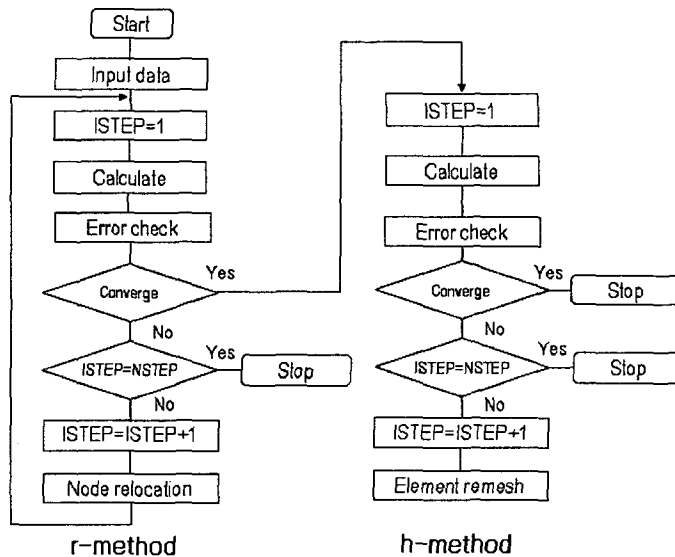 Start
Input data
ISTEP=1
Calculate
Error check
Converge
Yes
No
ISTEP=NSTEP
Yes
Stop
No
ISTEP=ISTEP+1
Node relocation
r-method
ISTEP=1
Calculate
Error check
Converge
Yes
Stop
No
ISTEP=NSTEP
Yes
Stop
No
ISTEP=ISTEP+1
Element remesh
h-method